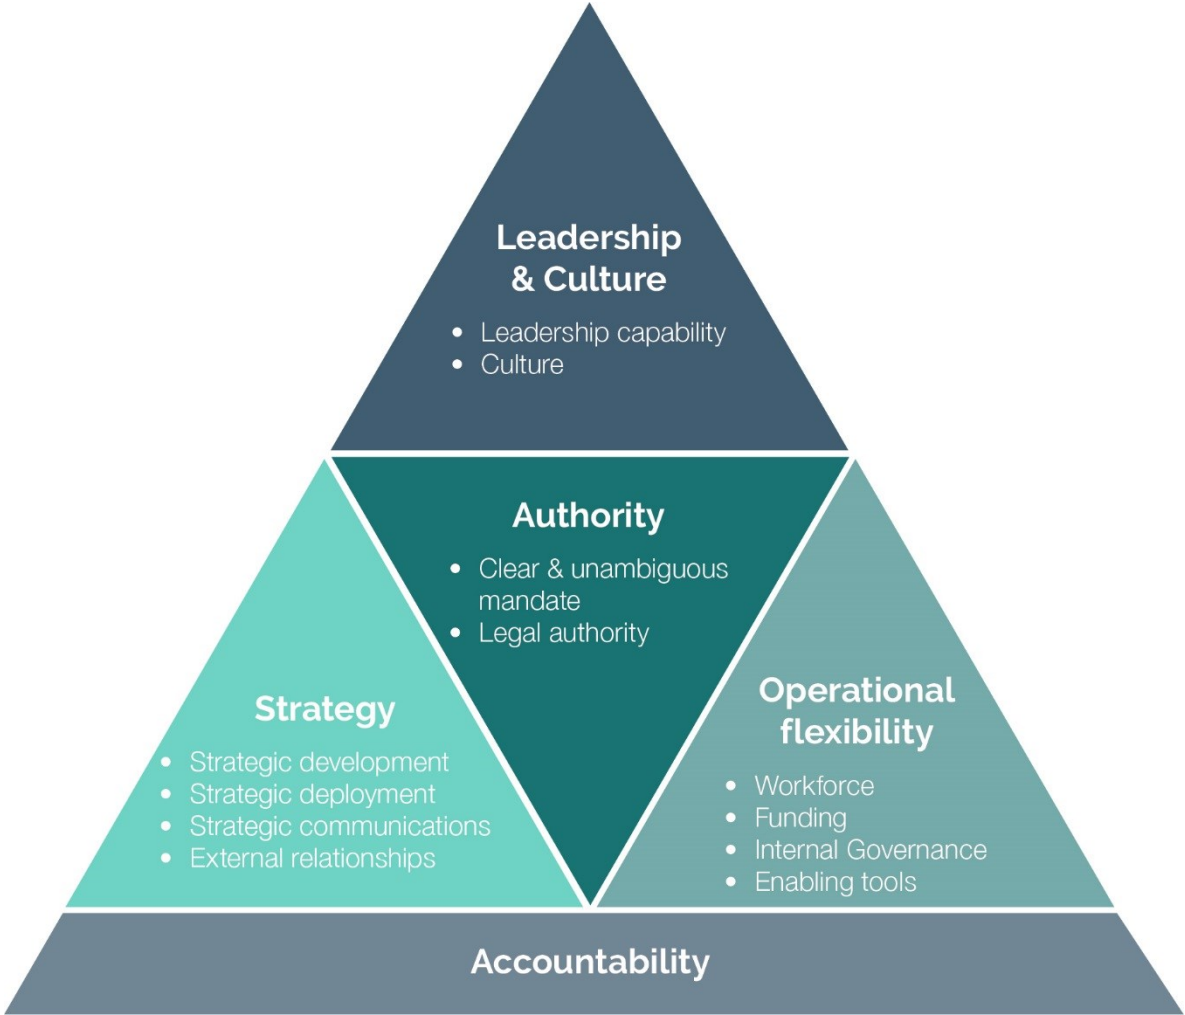 Leadership
& Culture
• Leadership capability
• Culture
Authority
• Clear & unambiguous
mandate
• Legal authority
Strategy
• Strategic development
• Strategic deployment
• Strategic communications
• External relationships
Operational
flexibility
• Workforce
• Funding
• Internal Governance
• Enabling tools
Accountability